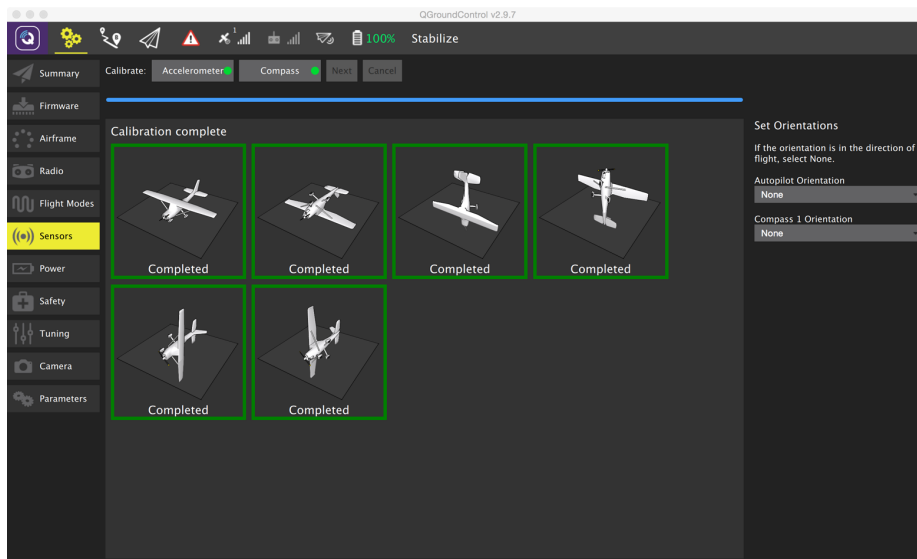 QGroundControl v2.9.7
1
100%
Stabilize
Summary
Firmware
Airframe
Radio
Flight Modes
Sensors
Power
Safety
Tuning
Camera
Parameters
Calibrate:
Accelerometer
Compass
Next
Cancel
Calibration complete
Completed
Completed
Completed
Completed
Completed
Completed
Set Orientations
If the orientation is in the direction of
flight, select None.
Autopilot Orientation
None
Compass 1 Orientation
None